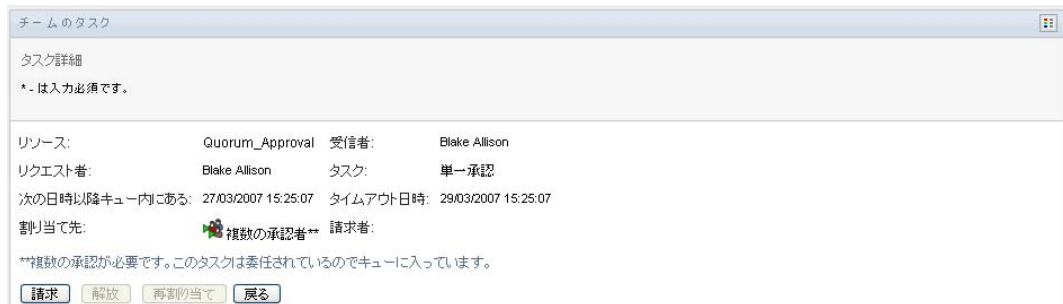 チームのタスク
タスク詳細
* - は入力必須です。
リソース: Quorum_Approval 受信者: Blake Allison
リクエスト者: Blake Allison タスク: 単一承認
次の日時以降キュー内にある: 27/03/2007 15:25:07 タイムアウト日時: 29/03/2007 15:25:07
割り当て先: 複数の承認者** 請求者:
**複数の承認が必要です。このタスクは委任されているのでキューに入っています。
請求 解放 再割り当て 戻る